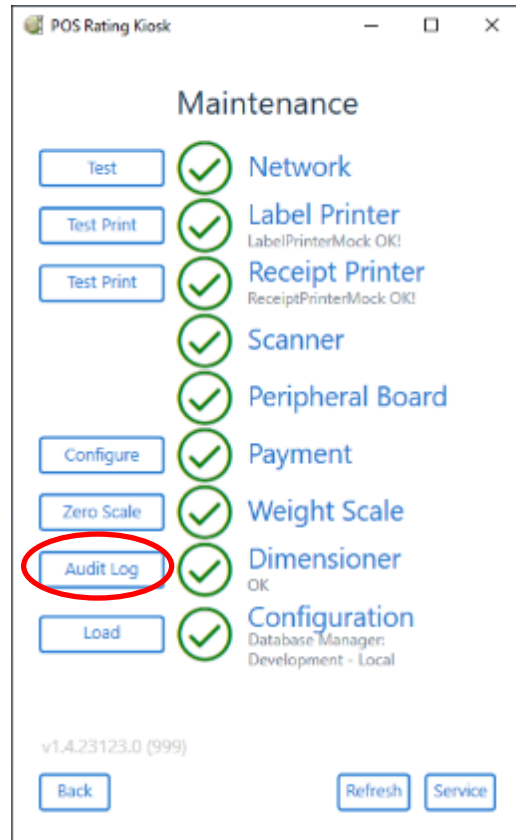 POS Rating Kiosk
Maintenance
Test Network
Test Print Label Printer
LabelPrinterMock OK!
Test Print Receipt Printer
ReceiptPrinterMock OK!
Scanner
Peripheral Board
Configure Payment
Zero Scale Weight Scale
Audit Log Dimensioner
OK
Load Configuration
Database Manager:
Development - Local
v1.4.23123.0 (999)
Back Refresh Service